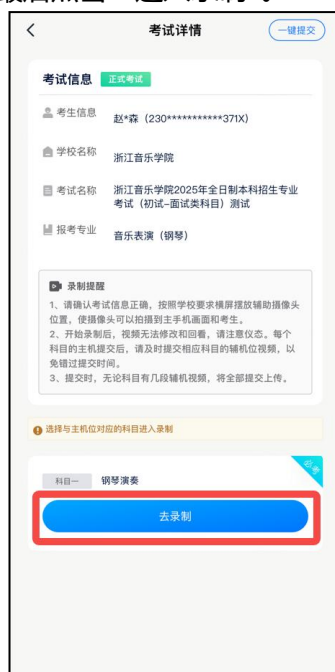 考试详情
一键提交
考试信息 正式考试
考生信息 赵*森（230***********371X）
学校名称 浙江音乐学院
考试名称 浙江音乐学院2025年全日制本科招生专业
考试（初试-面试类科目）测试
报考专业 音乐表演（钢琴）
录制提醒
1、请确认考试信息正确，按照学校要求横屏摆放辅助摄像头
位置，使摄像头可以拍摄到主手机画面和考生。
2、开始录制后，视频无法修改和回看，请注意仪态。每个
科目的主机提交后，请及时提交相应科目的辅机位视频，以
免错过提交时间。
3、提交时，无论科目有几段辅机视频，将全部提交上传。
选择与主机位对应的科目进入录制
必考
科目一 钢琴演奏
去录制